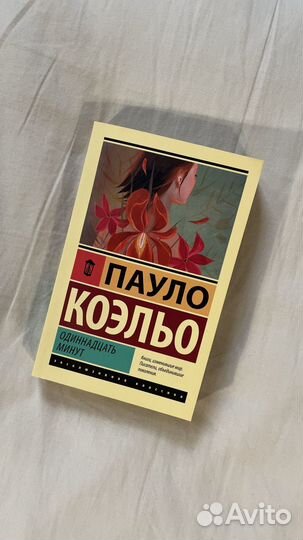 ПАУЛО
КОЭЛЬО
ОДИННАДЦАТЬ
МИНУТ
Книги, изменившие мир.
Писатели, объединившие
поколения.
ЭКСКЛЮЗИВНАЯ КЛАССИКА
Avito